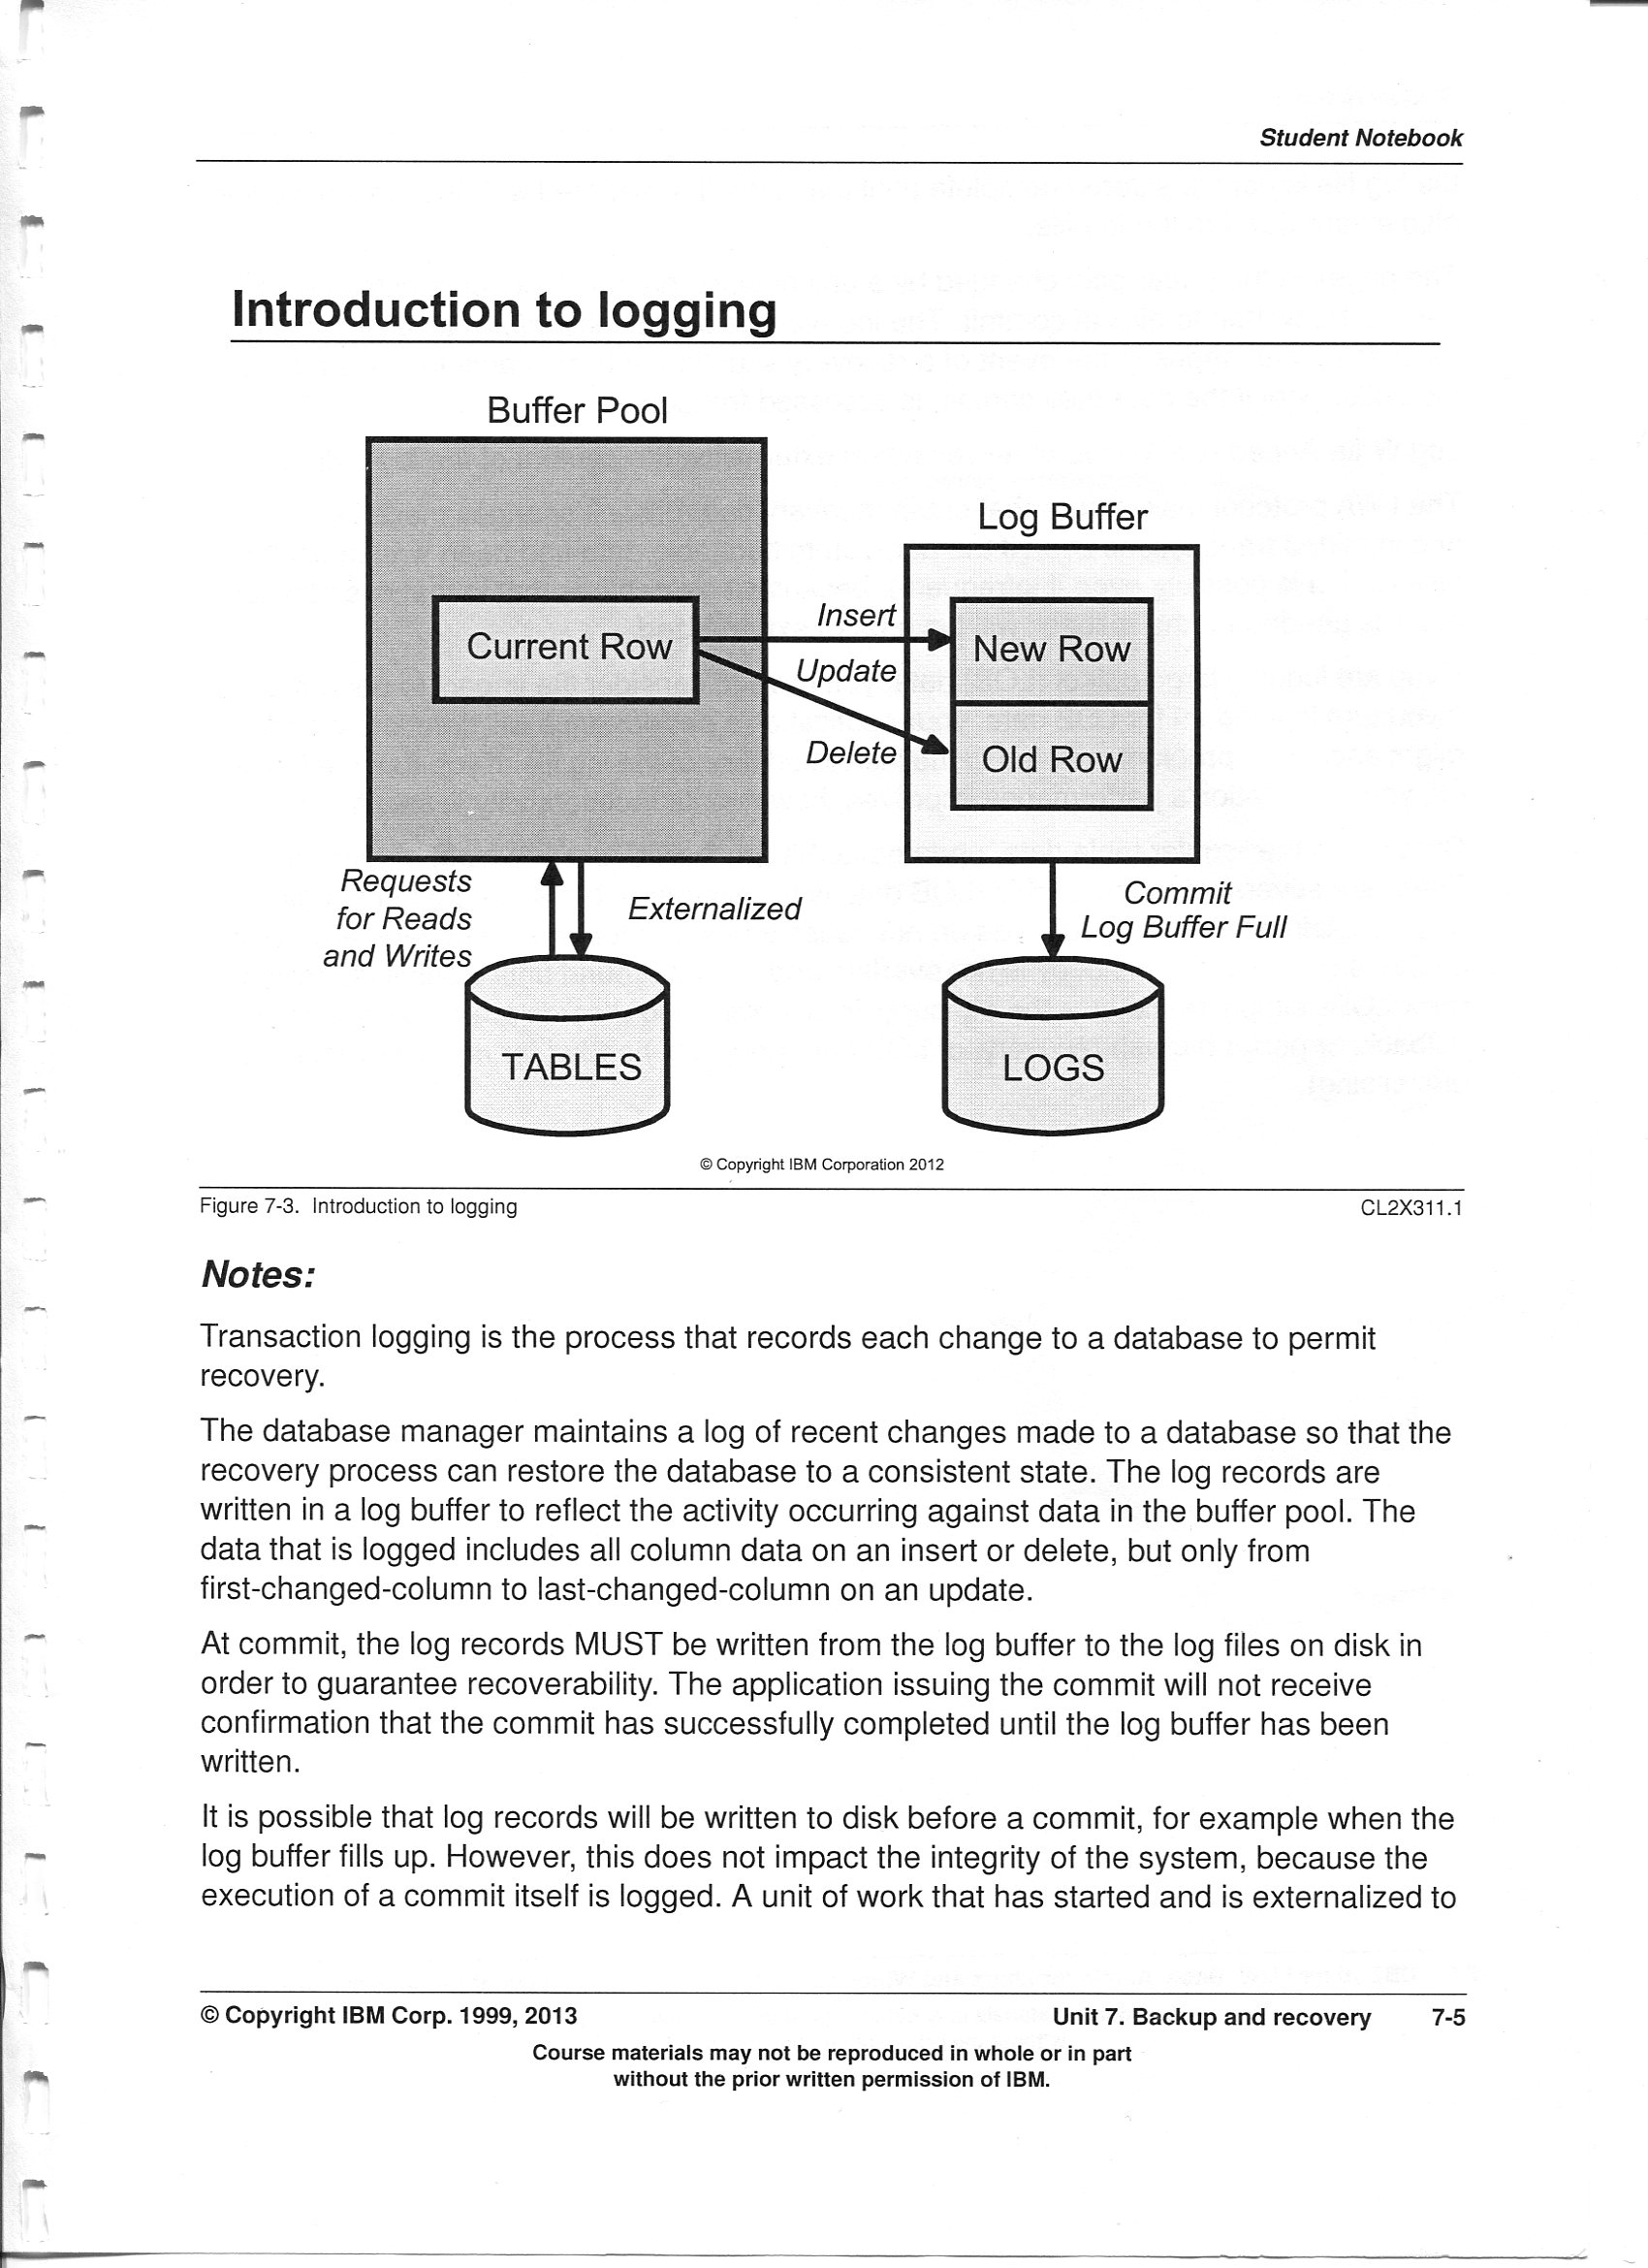 Student Notebook
Introduction to logging
Buffer Pool
Log Buffer
Current Row
Insert
Update
Delete
New Row
Old Row
Requests
for Reads
and Writes
Externalized
Commit
Log Buffer Full
TABLES
LOGS
© Copyright IBM Corporation 2012
Figure 7-3. Introduction to logging CL2X311.1
Notes:
Transaction logging is the process that records each change to a database to permit
recovery.
The database manager maintains a log of recent changes made to a database so that the
recovery process can restore the database to a consistent state. The log records are
written in a log buffer to reflect the activity occurring against data in the buffer pool. The
data that is logged includes all column data on an insert or delete, but only from
first-changed-column to last-changed-column on an update.
At commit, the log records MUST be written from the log buffer to the log files on disk in
order to guarantee recoverability. The application issuing the commit will not receive
confirmation that the commit has successfully completed until the log buffer has been
written.
It is possible that log records will be written to disk before a commit, for example when the
log buffer fills up. However, this does not impact the integrity of the system, because the
execution of a commit itself is logged. A unit of work that has started and is externalized to
© Copyright IBM Corp. 1999, 2013 Unit 7. Backup and recovery 7-5
Course materials may not be reproduced in whole or in part
without the prior written permission of IBM.